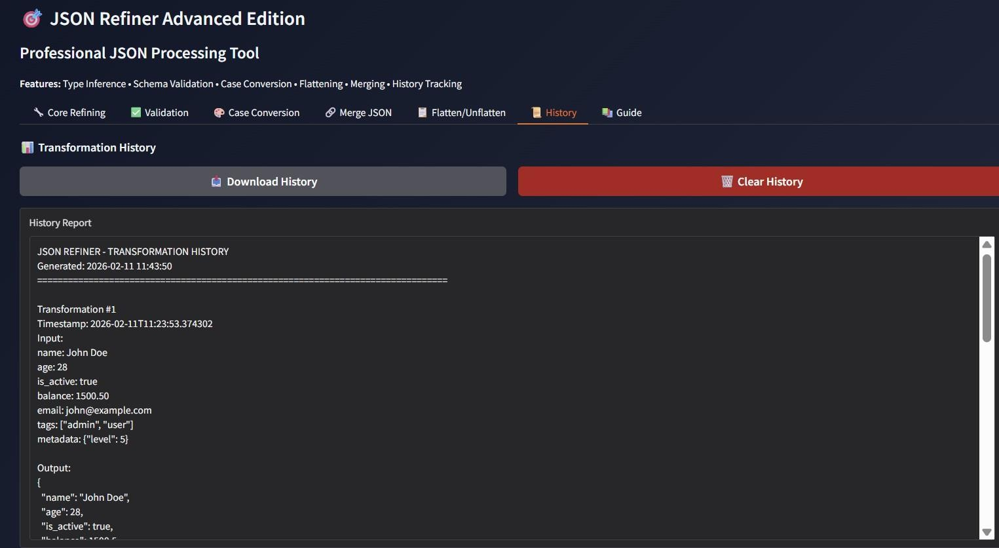 JSON Refiner Advanced Edition
Professional JSON Processing Tool
Features: Type Inference • Schema Validation • Case Conversion • Flattening • Merging • History Tracking
Core Refining Validation Case Conversion Merge JSON Flatten/Unflatten History Guide
Transformation History
Download History Clear History
History Report
JSON REFINER - TRANSFORMATION HISTORY
Generated: 2026-02-11 11:43:50
================================================================================
Transformation #1
Timestamp: 2026-02-11T11:23:53.374302
Input:
name: John Doe
age: 28
is_active: true
balance: 1500.50
email: john@example.com
tags: ["admin", "user"]
metadata: {"level": 5}
Output:
{
"name": "John Doe",
"age": 28,
"is_active": true,
"balance": 1500.5